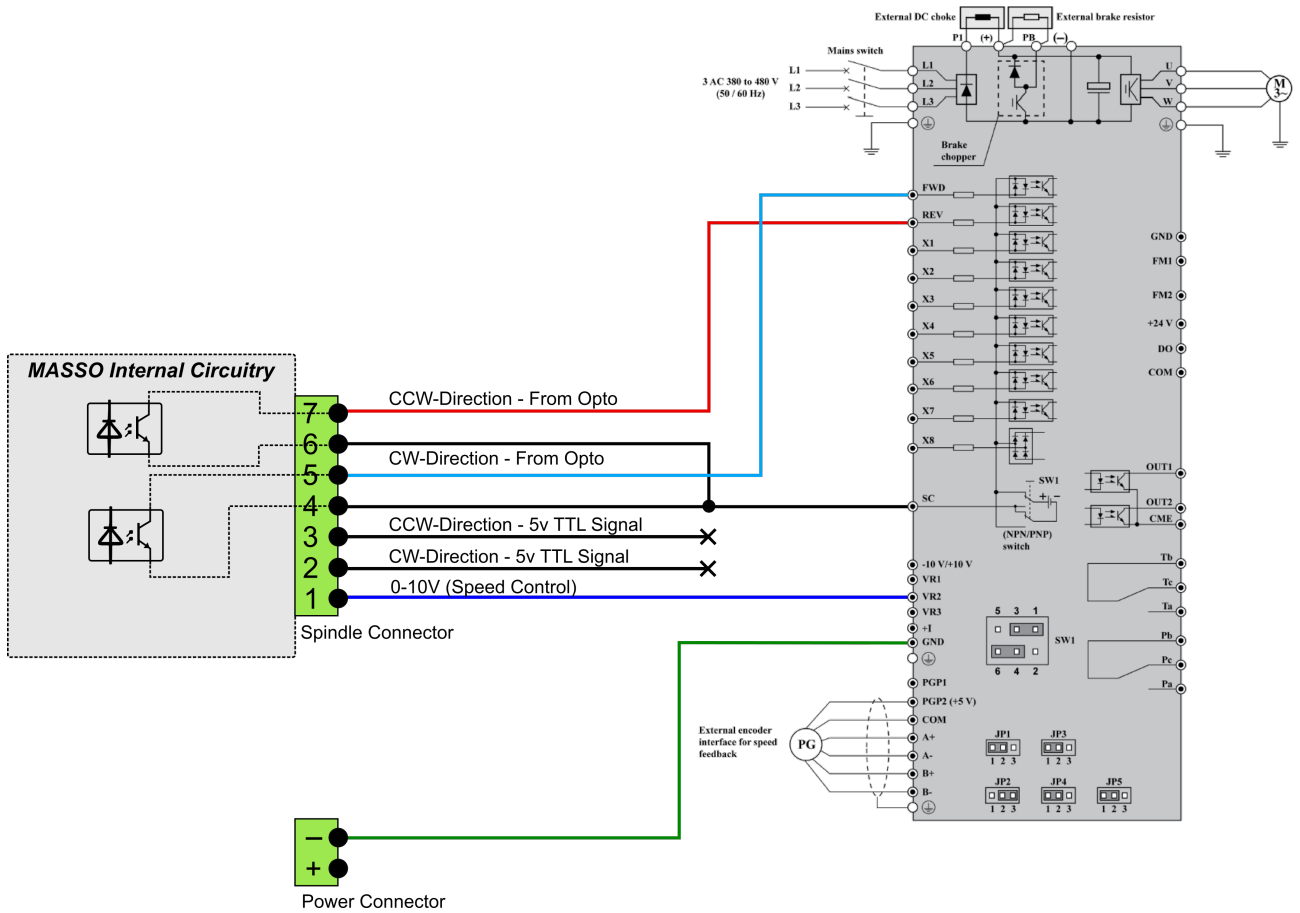 External DC choke
External brake resistor
P1 (+) PB (−)
Mains switch
3 AC 380 to 480 V
(50 / 60 Hz)
L1
L2
L3
L1
L2
L3
U
V
W
M
3~
Brake
chopper
FWD
REV
X1
X2
X3
X4
X5
X6
X7
X8
SC
SW1
+ −
(NPN/PNP)
switch
GND
FM1
FM2
+24 V
DO
COM
OUT1
OUT2
CME
Tb
Tc
Ta
Pb
Pc
Pa
MASSO Internal Circuitry
7
6
5
4
3
2
1
CCW-Direction - From Opto
CW-Direction - From Opto
CCW-Direction - 5v TTL Signal
CW-Direction - 5v TTL Signal
0-10V (Speed Control)
Spindle Connector
-10 V/+10 V
VR1
VR2
VR3
+I
GND
5 3 1
SW1
6 4 2
PGP1
PGP2 (+5 V)
COM
A+
A-
B+
B-
External encoder
interface for speed
feedback
PG
JP1
1 2 3
JP3
1 2 3
JP2
1 2 3
JP4
1 2 3
JP5
1 2 3
−
+
Power Connector